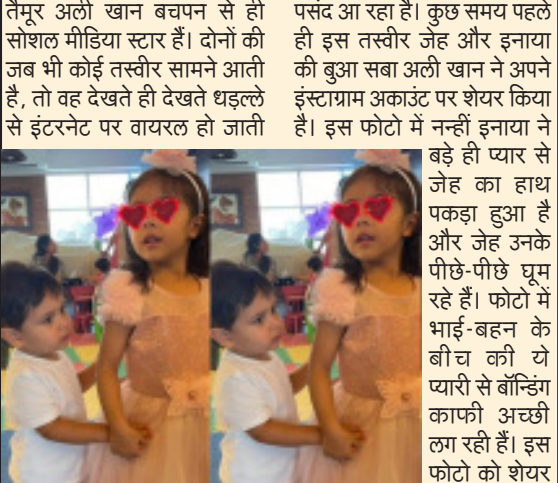 तैमूर अली खान बचपन से ही
सोशल मीडिया स्टार हैं। दोनों की
जब भी कोई तस्वीर सामने आती
है, तो वह देखते ही देखते धड़ल्ले
से इंटरनेट पर वायरल हो जाती
पसंद आ रहा है। कुछ समय पहले
ही इस तस्वीर जेह और इनाया
की बुआ सबा अली खान ने अपने
इंस्टाग्राम अकाउंट पर शेयर किया
है। इस फोटो में नन्हीं इनाया ने
बड़े ही प्यार से
जेह का हाथ
पकड़ा हुआ है
और जेह उनके
पीछे-पीछे घूम
रहे हैं। फोटो में
भाई-बहन के
बीच की ये
प्यारी से बॉन्डिंग
काफी अच्छी
लग रही हैं। इस
फोटो को शेयर